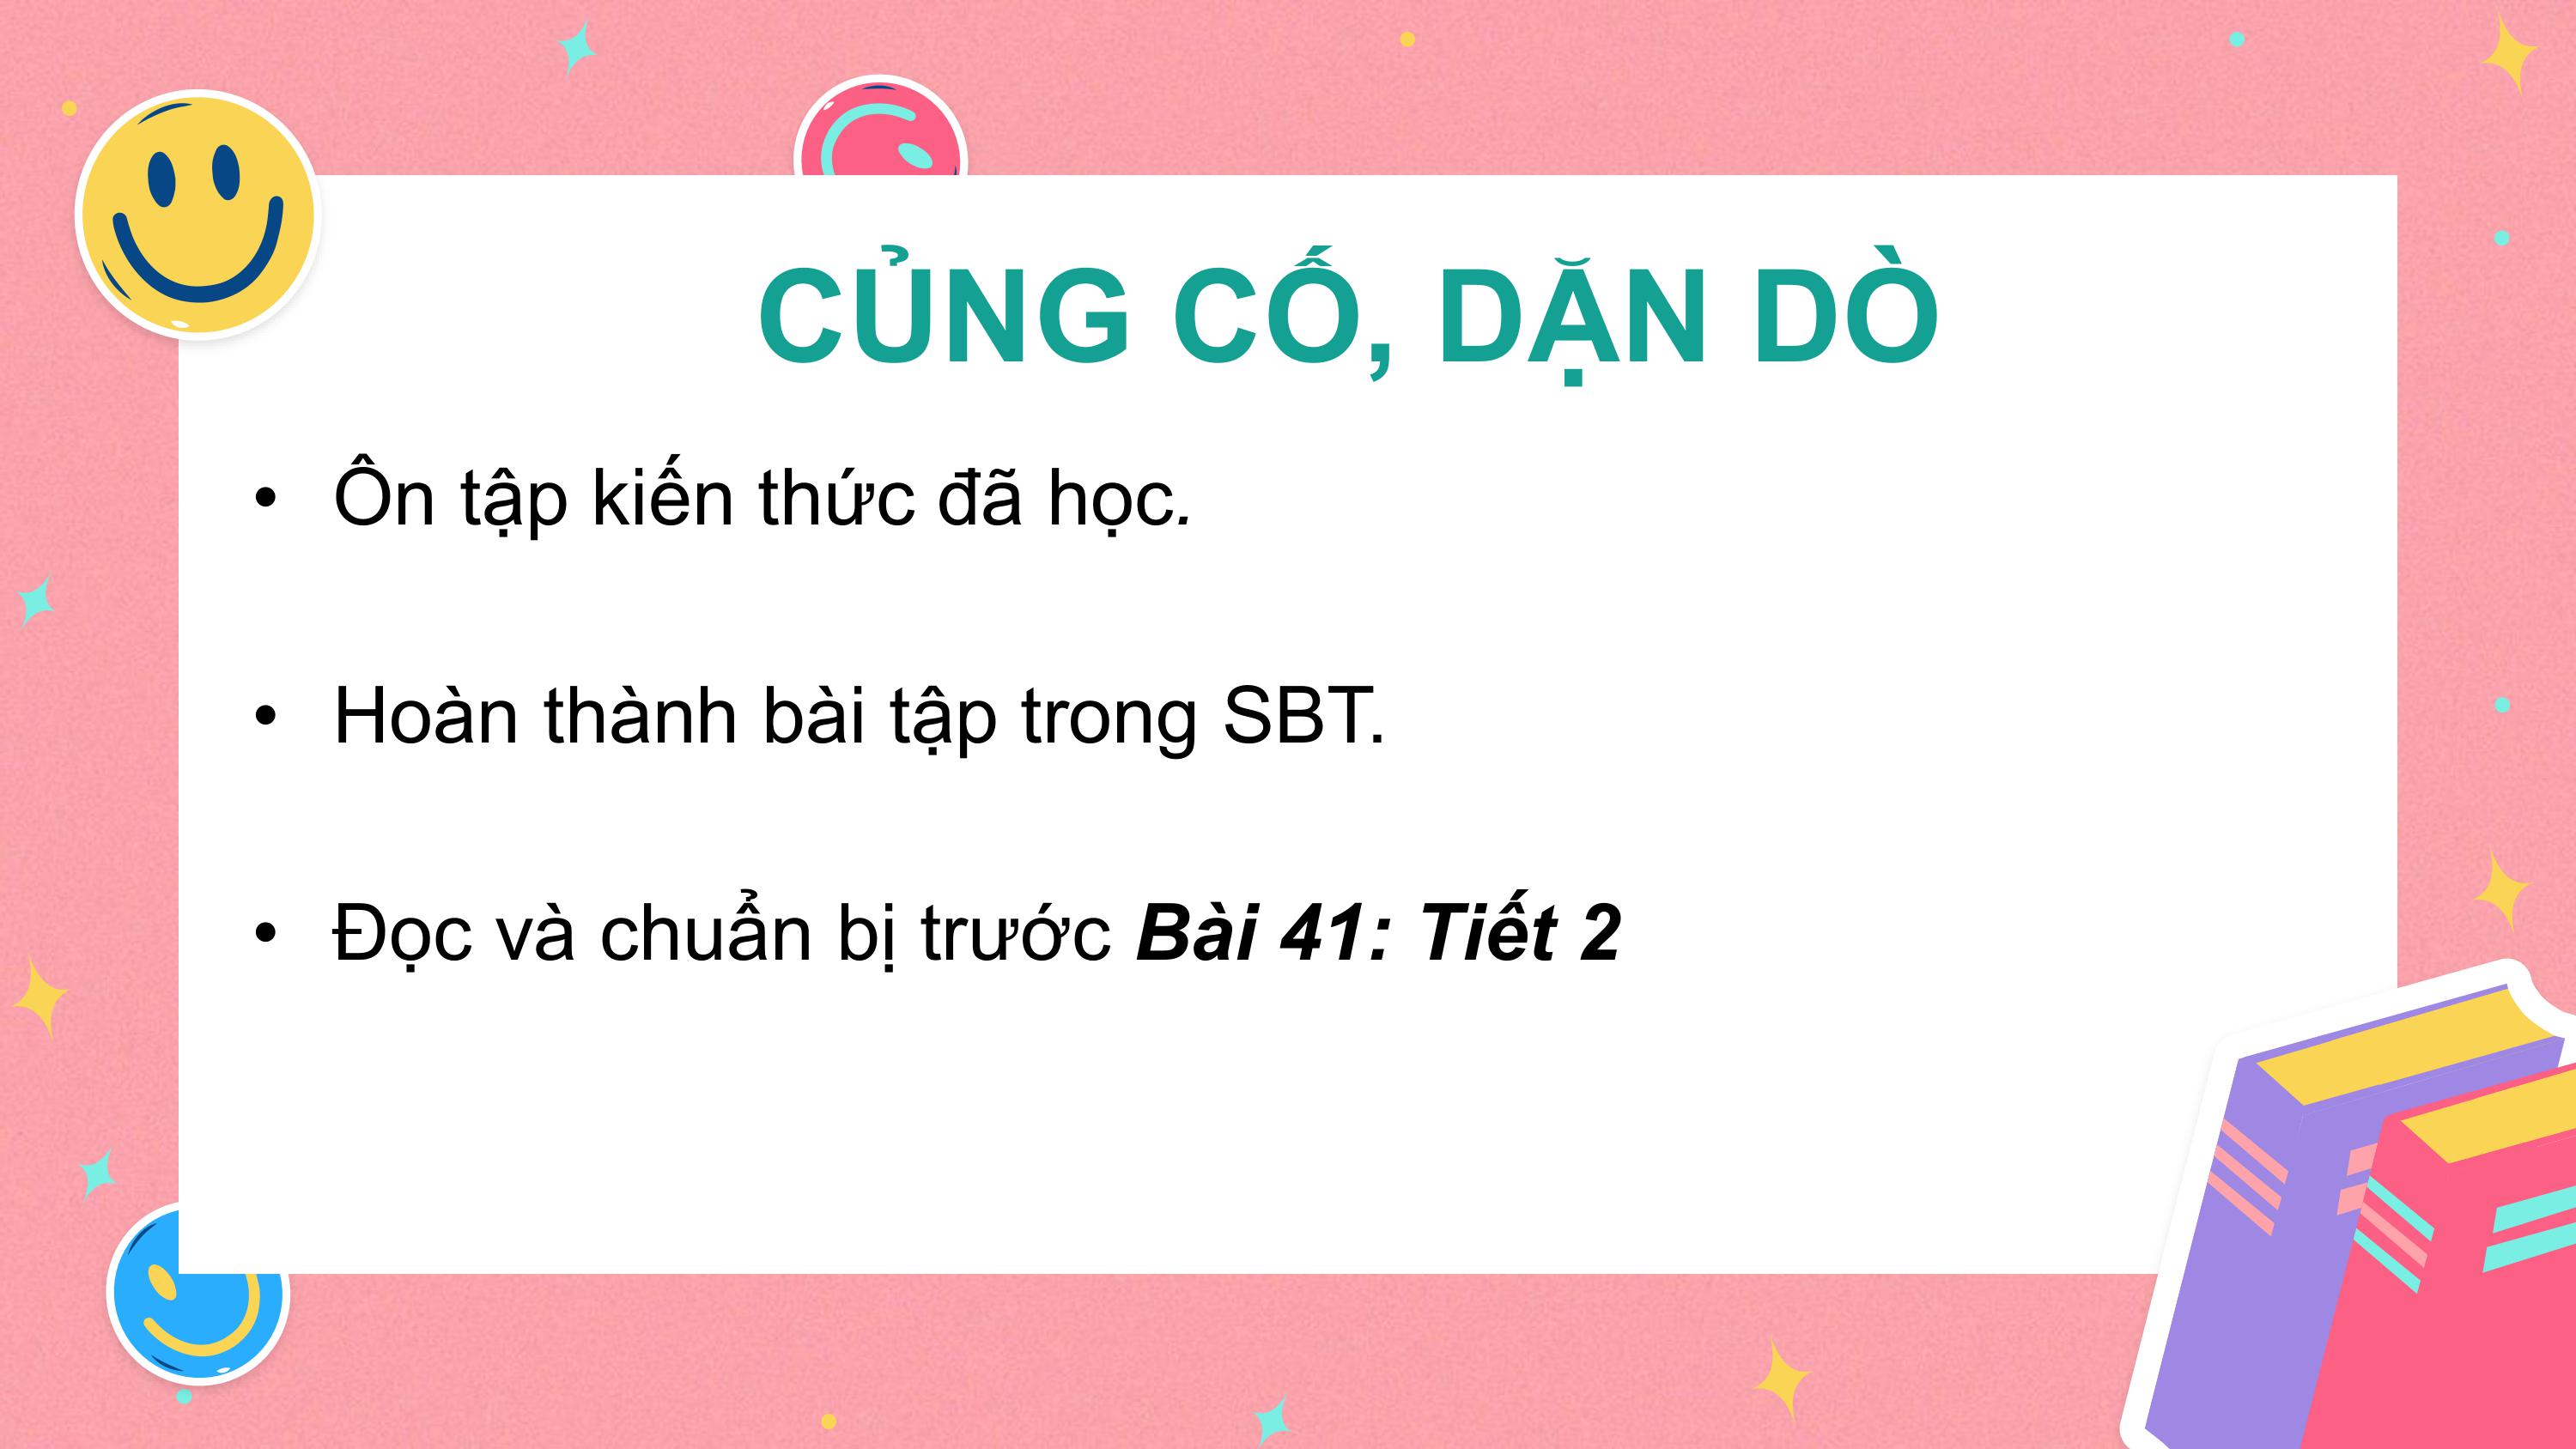 CỦNG CỐ, DẶN DÒ
• Ôn tập kiến thức đã học.
• Hoàn thành bài tập trong SBT.
• Đọc và chuẩn bị trước Bài 41: Tiết 2